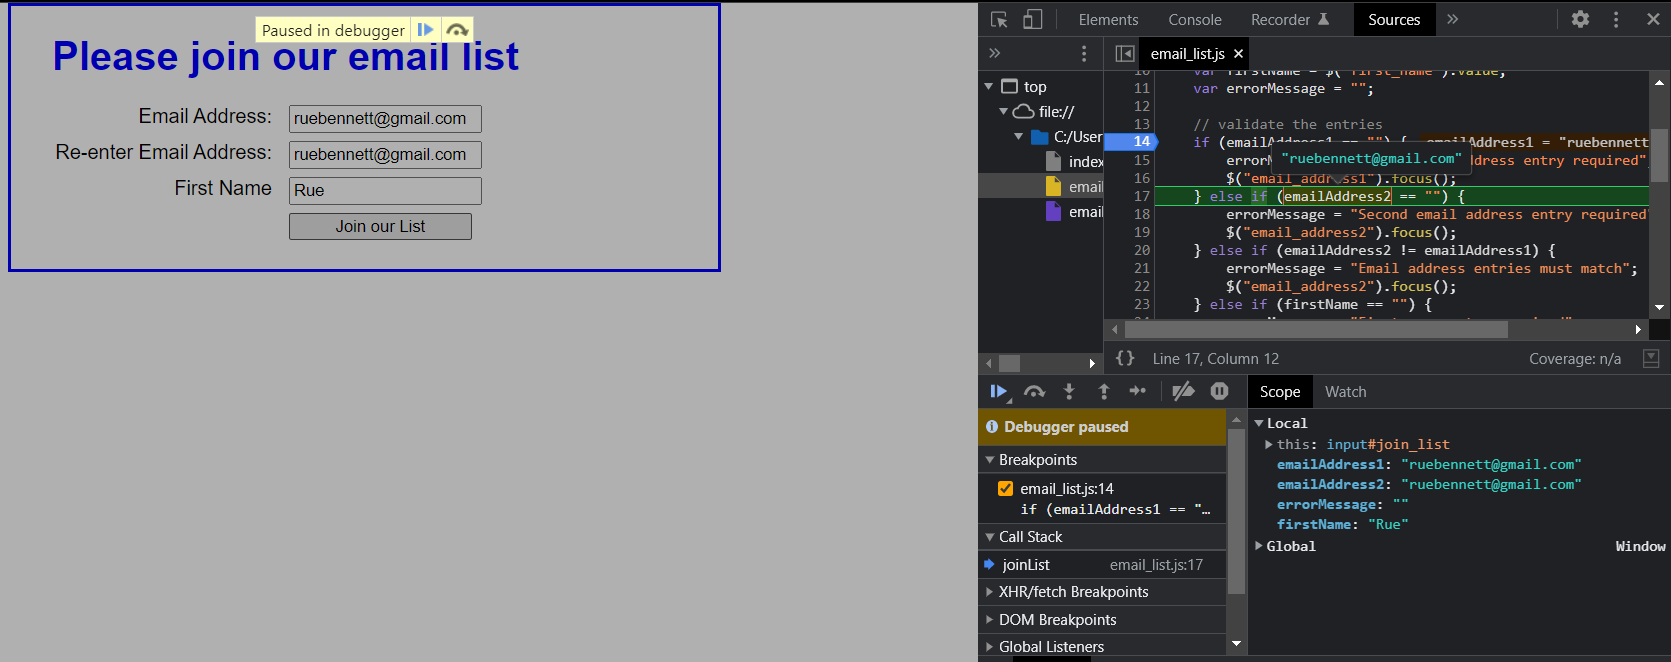 Paused in debugger
Please join our email list
Email Address: ruebennett@gmail.com
Re-enter Email Address: ruebennett@gmail.com
First Name Rue
Join our List
Elements Console Recorder Sources »
» email_list.js ×
top
file://
C:/User
index
email
email
10 var firstName = $("first_name").value;
11 var errorMessage = "";
12
13 // validate the entries
14 if (emailAddress1 == "") { emailAddress1 = "ruebennett
"ruebennett@gmail.com"
15 error dress entry required"
16 $("email_address1").focus();
17 } else if (emailAddress2 == "") {
18 errorMessage = "Second email address entry required"
19 $("email_address2").focus();
20 } else if (emailAddress2 != emailAddress1) {
21 errorMessage = "Email address entries must match";
22 $("email_address2").focus();
23 } else if (firstName == "") {
{} Line 17, Column 12 Coverage: n/a
Scope Watch
Debugger paused
Breakpoints
email_list.js:14
if (emailAddress1 == "…
Call Stack
joinList email_list.js:17
XHR/fetch Breakpoints
DOM Breakpoints
Global Listeners
Local
this: input#join_list
emailAddress1: "ruebennett@gmail.com"
emailAddress2: "ruebennett@gmail.com"
errorMessage: ""
firstName: "Rue"
Global Window